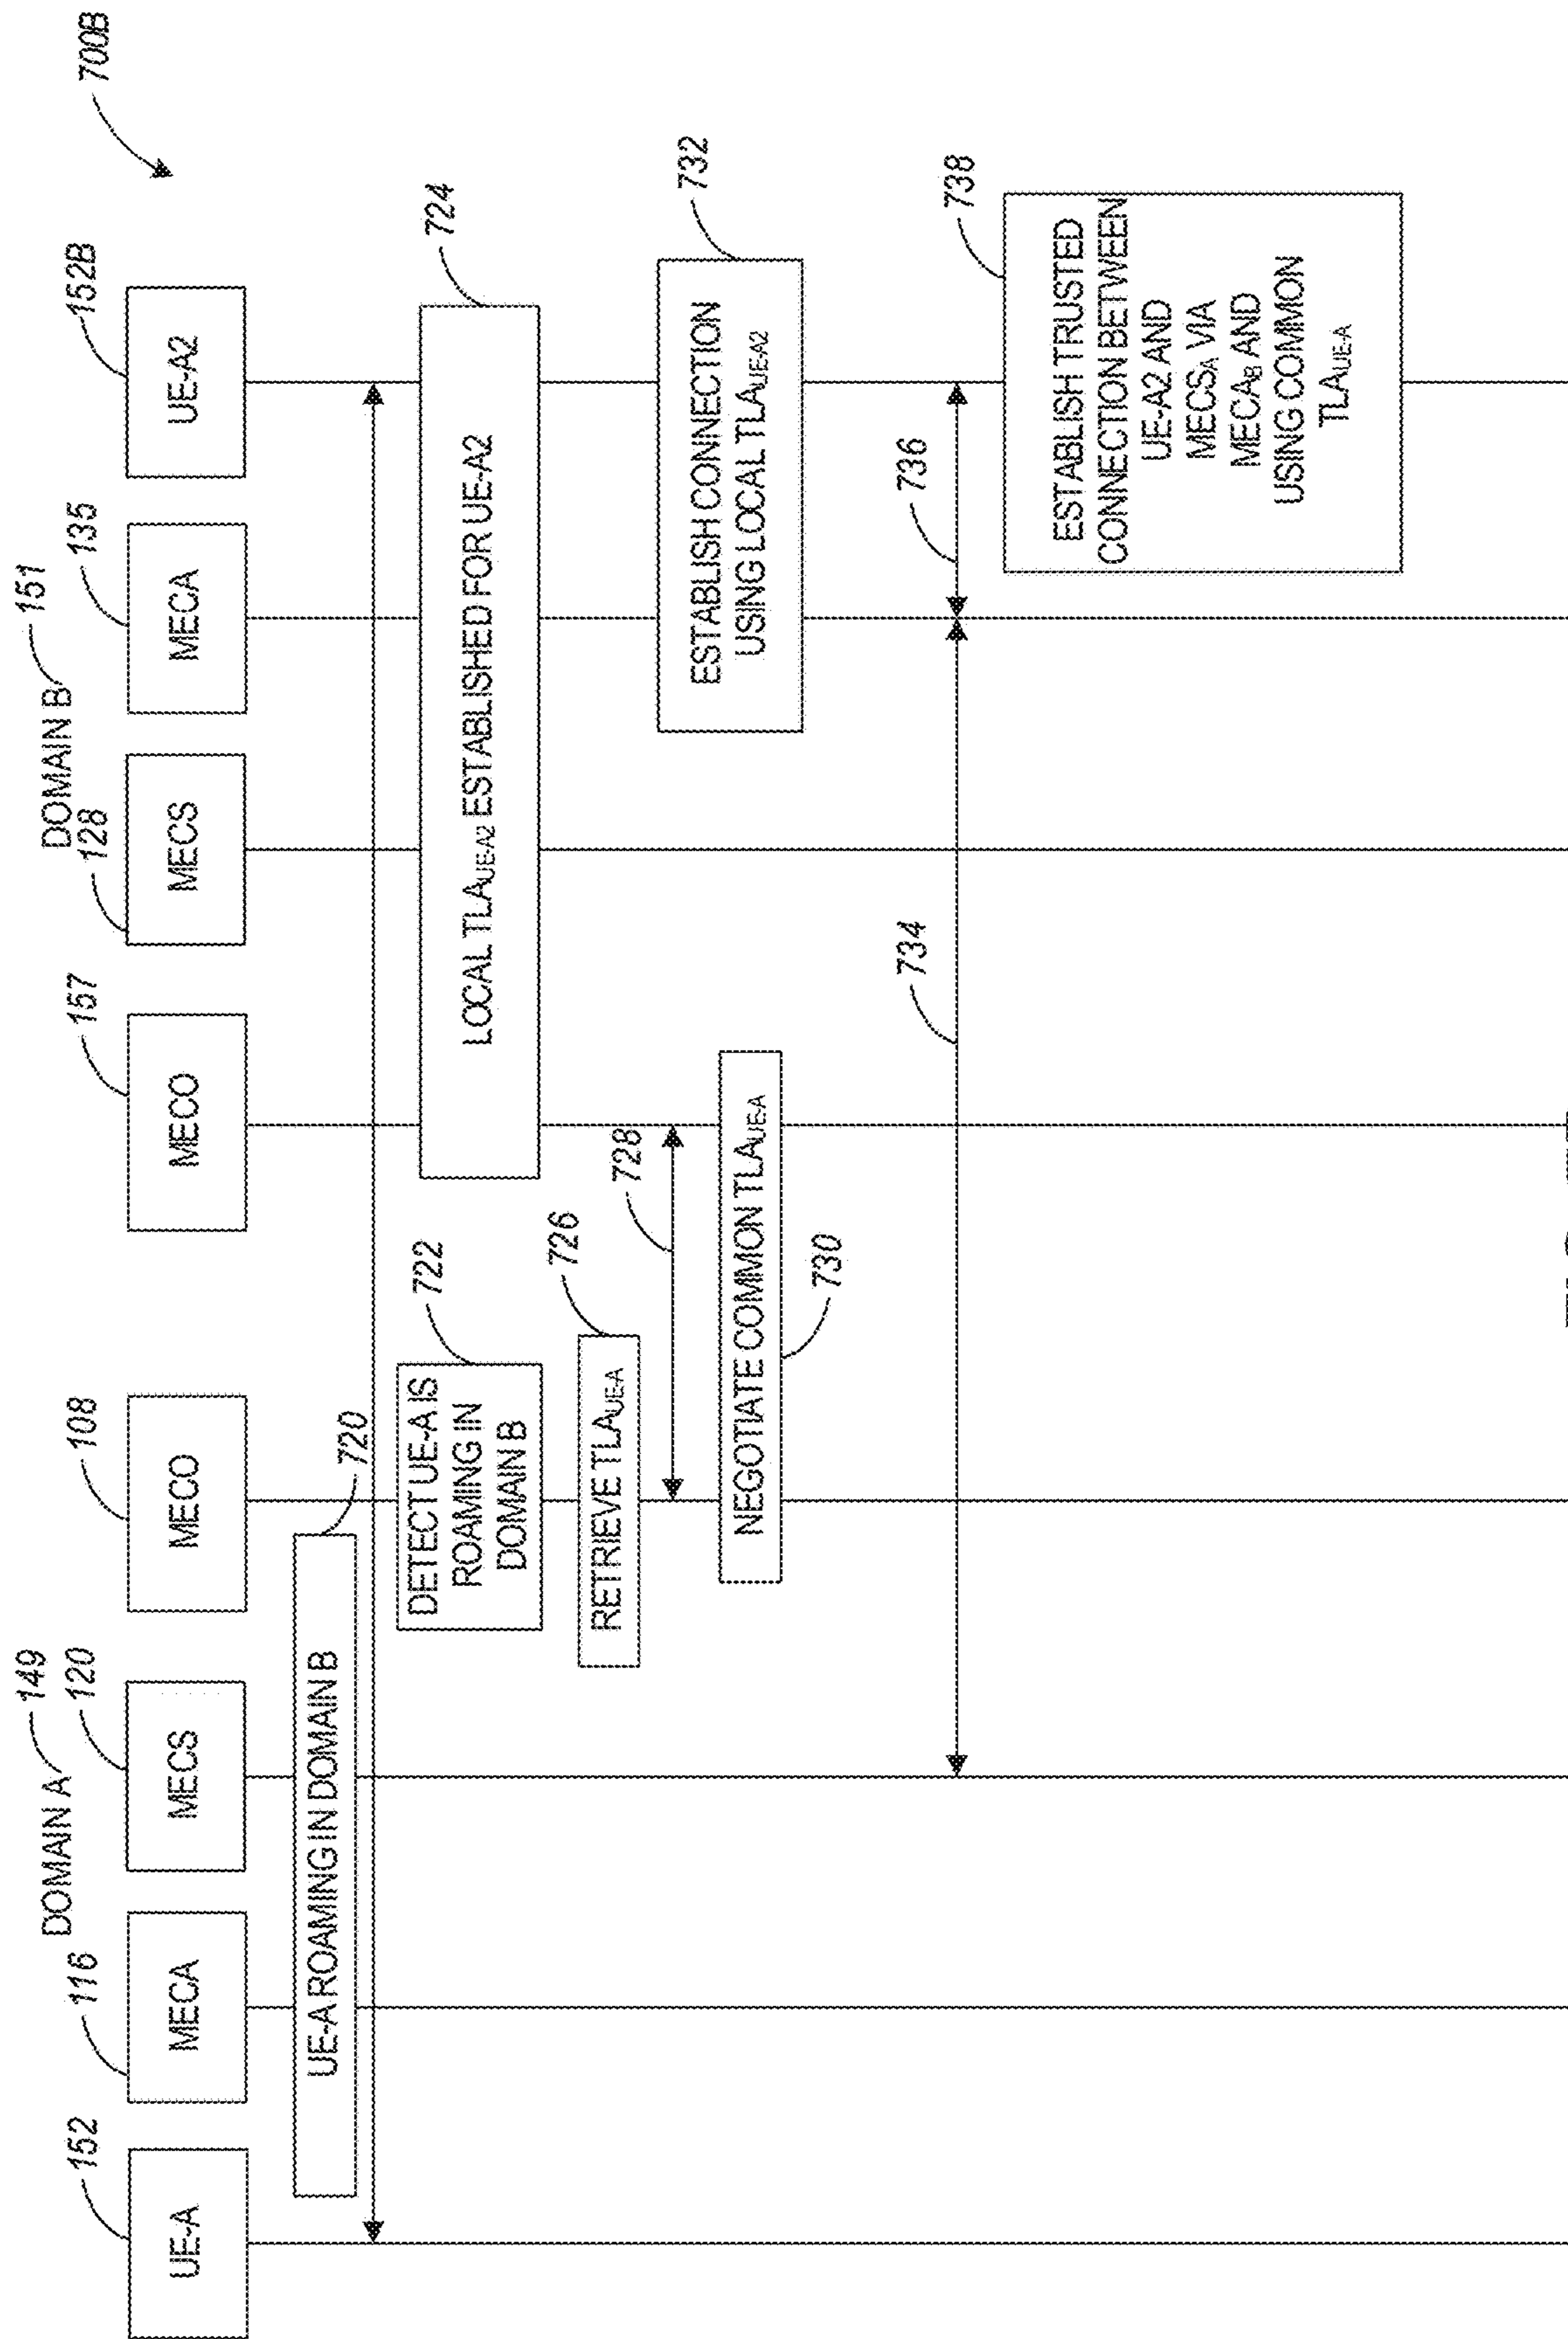 700B
DOMAIN A
149
DOMAIN B
151
152
116
120
108
157
128
135
152B
UE-A
MECA
MECS
MECO
MECO
MECS
MECA
UE-A2
UE-A ROAMING IN DOMAIN B
720
DETECT UE-A IS
ROAMING IN
DOMAIN B
722
LOCAL TLAUE-A2 ESTABLISHED FOR UE-A2
724
RETRIEVE TLAUE-A
726
728
NEGOTIATE COMMON TLAUE-A
730
ESTABLISH CONNECTION
USING LOCAL TLAUE-A2
732
734
736
ESTABLISH TRUSTED
CONNECTION BETWEEN
UE-A2 AND
MECSA VIA
MECAB AND
USING COMMON
TLAUE-A
738